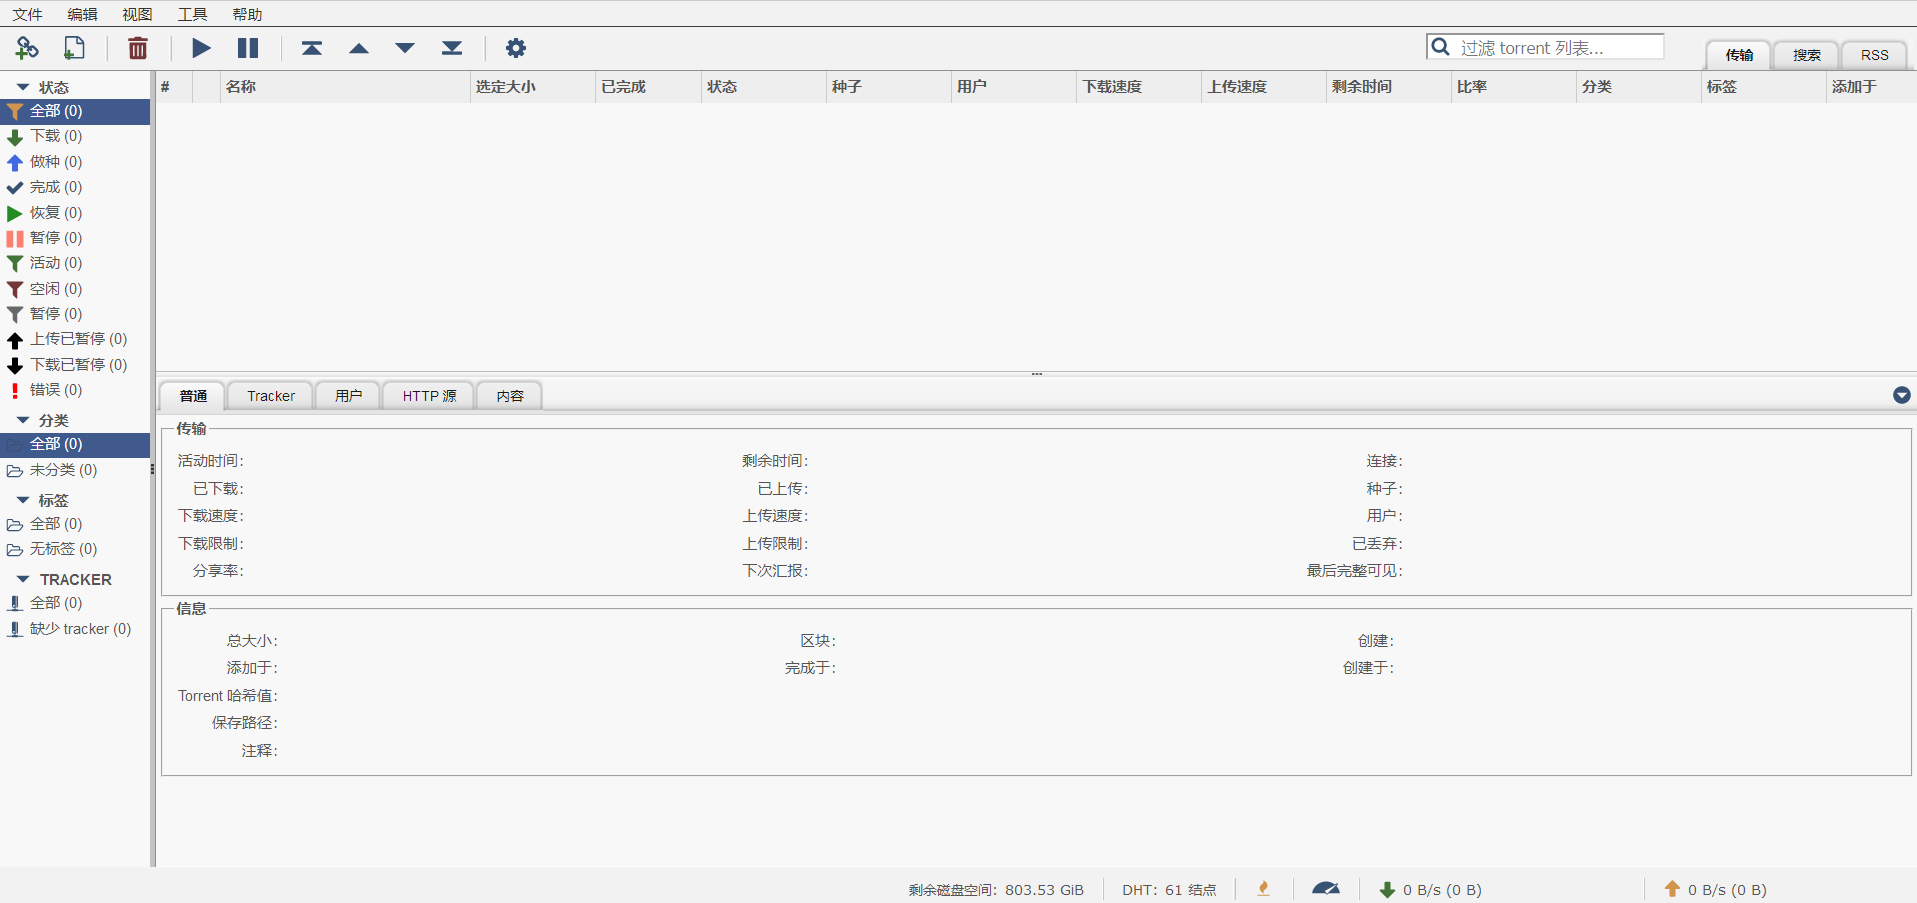 文件 编辑 视图 工具 帮助
过滤 torrent 列表...
传输 搜索 RSS
状态
全部 (0)
下载 (0)
做种 (0)
完成 (0)
恢复 (0)
暂停 (0)
活动 (0)
空闲 (0)
暂停 (0)
上传已暂停 (0)
下载已暂停 (0)
错误 (0)
分类
全部 (0)
未分类 (0)
标签
全部 (0)
无标签 (0)
TRACKER
全部 (0)
缺少 tracker (0)
# 名称 选定大小 已完成 状态 种子 用户 下载速度 上传速度 剩余时间 比率 分类 标签 添加于
普通 Tracker 用户 HTTP 源 内容
传输
活动时间: 剩余时间: 连接:
已下载: 已上传: 种子:
下载速度: 上传速度: 用户:
下载限制: 上传限制: 已丢弃:
分享率: 下次汇报: 最后完整可见:
信息
总大小: 区块: 创建:
添加于: 完成于: 创建于:
Torrent 哈希值:
保存路径:
注释:
剩余磁盘空间: 803.53 GiB DHT: 61 结点 0 B/s (0 B) 0 B/s (0 B)